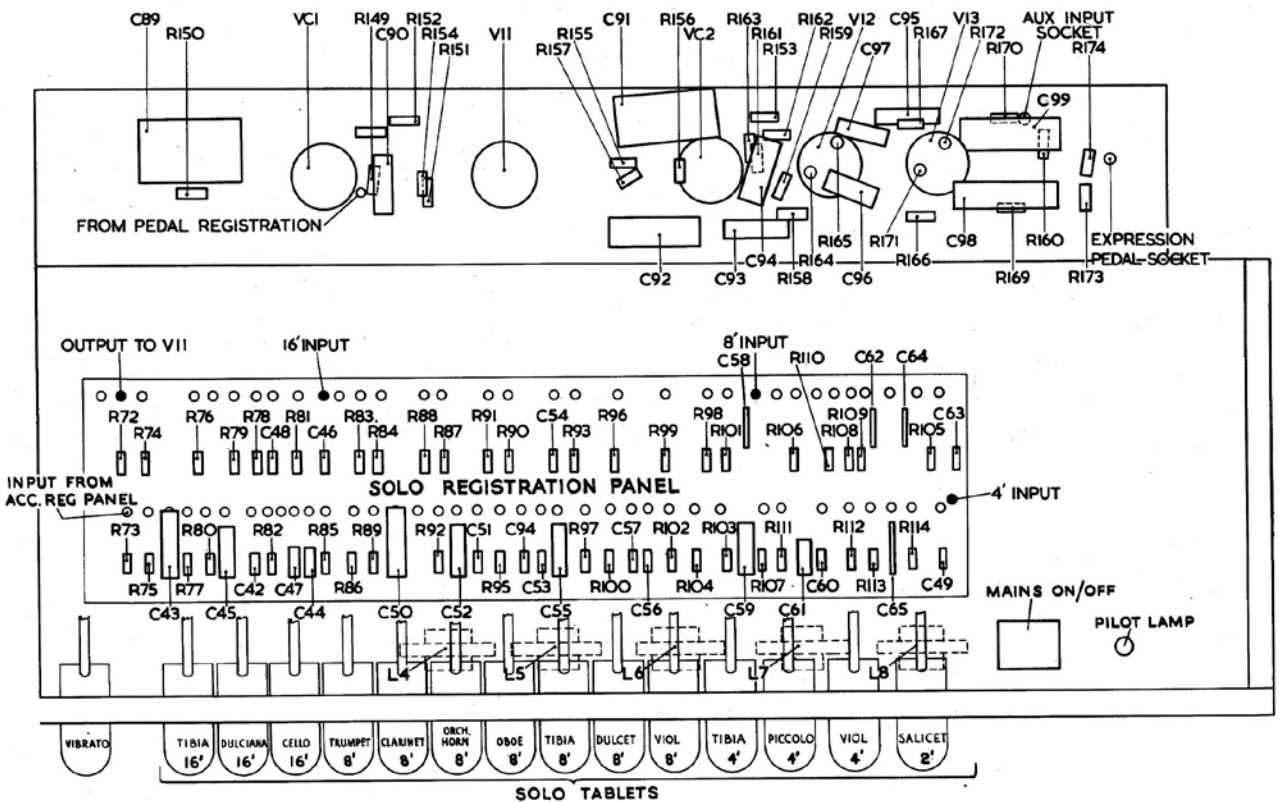 C89 VC1 R149 R152 V11 C91 R156 R163 R162 V12 C95 V13 AUX INPUT
R150 C90 R154 R155 VC2 R161 R159 R167 R172 SOCKET
R151 R157 R153 C97 R170 R174
C99
FROM PEDAL REGISTRATION
R165 R171 C98 R160 EXPRESSION
C94 R164 R166 PEDAL SOCKET
C92 C93 R158 C96 R169 R173
OUTPUT TO V11 16' INPUT 8' INPUT
C58 R110 C62 C64
R72 R76 R78 R81 R83. R88 R91 C54 R96 R98 R109 C63
R74 R79 C48 C46 R84 R87 R90 R93 R99 R101 R106 R108 R105
INPUT FROM
ACC. REG PANEL
SOLO REGISTRATION PANEL
4' INPUT
R73 R80 R82 R85 R89 R92 C51 C94 R97 C57 R102 R103 R111 R112 R114
R75 R77 C42 C47 R86 R95 C53 R100 R104 R107 C60 R113 C49
C43 C45 C44 C50 C52 C55 C56 C59 C61 C65
MAINS ON/OFF
PILOT LAMP
L4 L5 L6 L7 L8
VIBRATO
TIBIA 16'
DULCIANA 16'
CELLO 16'
TRUMPET 8'
CLARINET 8'
ORCH. HORN 8'
OBOE 8'
TIBIA 8'
DULCET 8'
VIOL 8'
TIBIA 4'
PICCOLO 4'
VIOL 4'
SALICET 2'
SOLO TABLETS